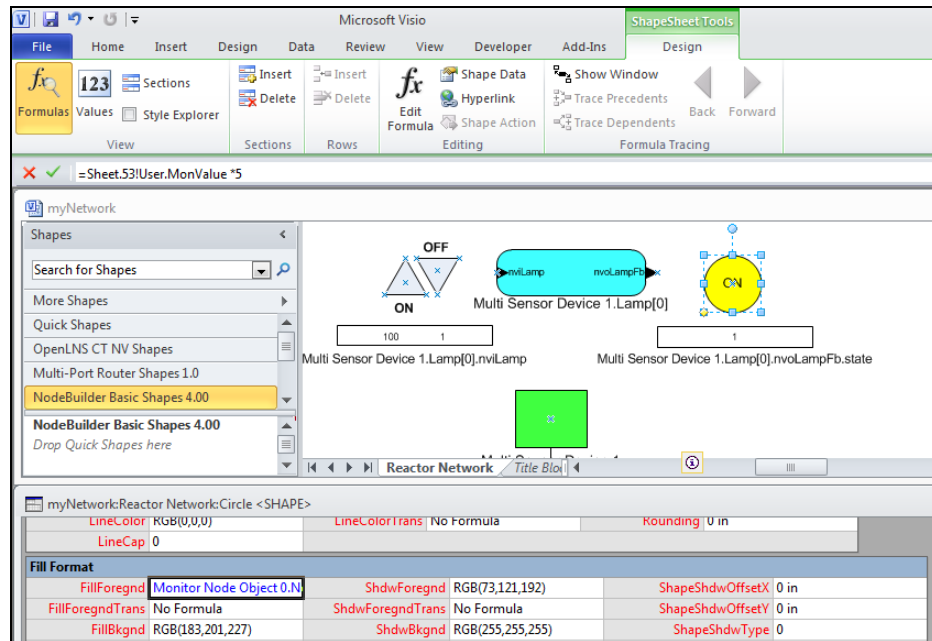 Microsoft Visio
ShapeSheet Tools
File Home Insert Design Data Review View Developer Add-Ins Design
fx 123 Sections Insert Insert fx Shape Data Show Window
Delete Delete Hyperlink Trace Precedents
Formulas Values Style Explorer Edit Formula Shape Action Trace Dependents Back Forward
View Sections Rows Editing Formula Tracing
=Sheet.53!User.MonValue *5
myNetwork
Shapes
Search for Shapes
More Shapes
Quick Shapes
OpenLNS CT NV Shapes
Multi-Port Router Shapes 1.0
NodeBuilder Basic Shapes 4.00
NodeBuilder Basic Shapes 4.00
Drop Quick Shapes here
OFF
ON
nviLamp nvoLampFb
Multi Sensor Device 1.Lamp[0]
ON
100 1
1
Multi Sensor Device 1.Lamp[0].nviLamp
Multi Sensor Device 1.Lamp[0].nvoLampFb.state
Reactor Network Title Blo
myNetwork:Reactor Network:Circle <SHAPE>
LineColor RGB(0,0,0) LineColorTrans No Formula Rounding 0 in
LineCap 0
Fill Format
FillForegnd Monitor Node Object 0.N ShdwForegnd RGB(73,121,192) ShapeShdwOffsetX 0 in
FillForegndTrans No Formula ShdwForegndTrans No Formula ShapeShdwOffsetY 0 in
FillBkgnd RGB(183,201,227) ShdwBkgnd RGB(255,255,255) ShapeShdwType 0